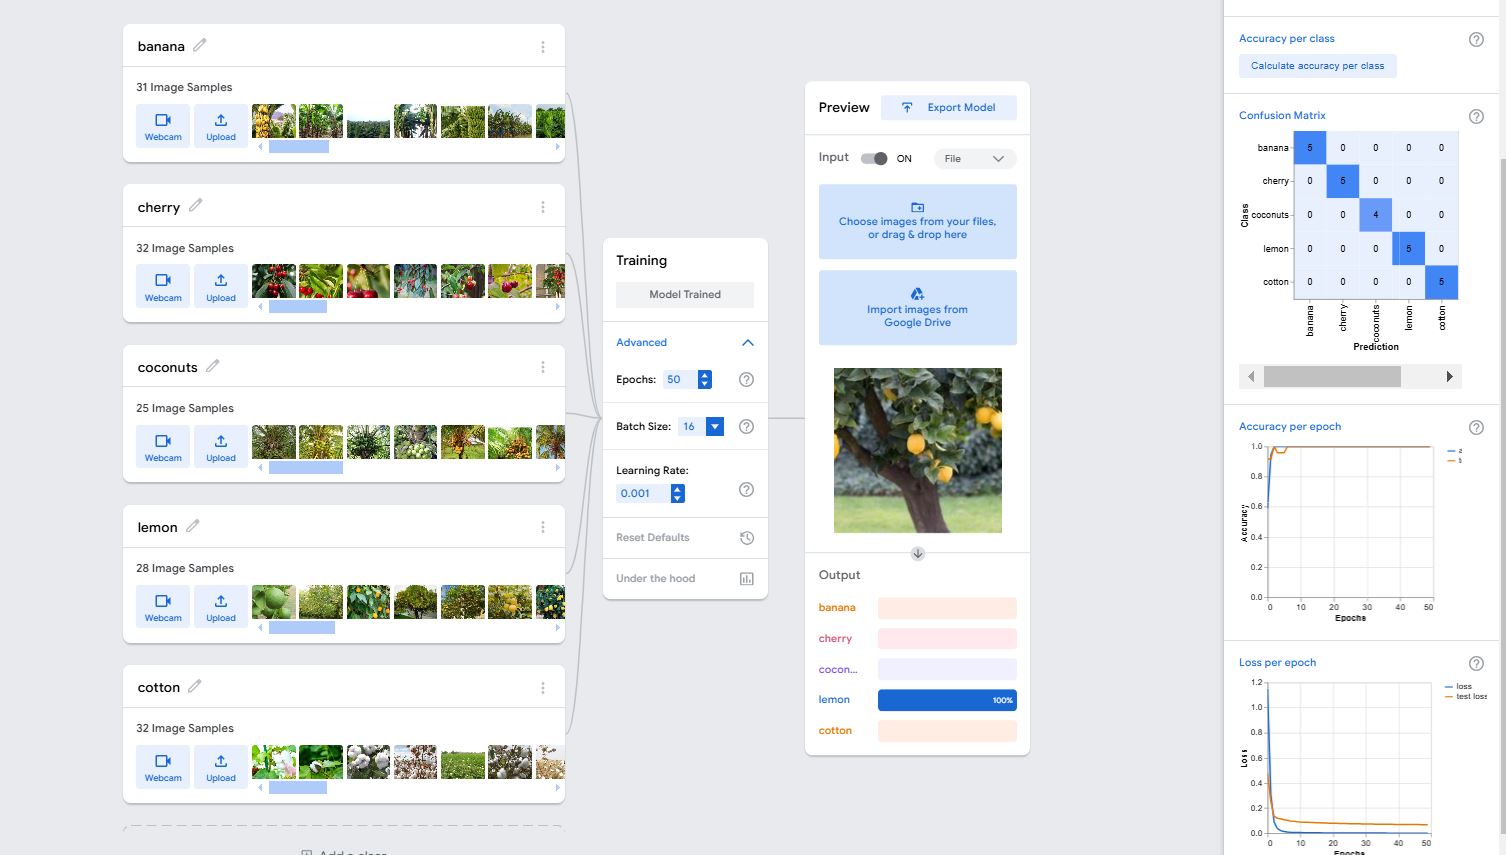 banana
31 Image Samples
Webcam
Upload
cherry
32 Image Samples
Webcam
Upload
coconuts
25 Image Samples
Webcam
Upload
lemon
28 Image Samples
Webcam
Upload
cotton
32 Image Samples
Webcam
Upload
Training
Model Trained
Advanced
Epochs: 50
Batch Size: 16
Learning Rate:
0.001
Reset Defaults
Under the hood
Preview
Export Model
Input ON File
Choose images from your files,
or drag & drop here
Import images from
Google Drive
Output
banana
cherry
cocon...
lemon 100%
cotton
Accuracy per class
Calculate accuracy per class
Confusion Matrix
Class
banana 5 0 0 0 0
cherry 0 5 0 0 0
coconuts 0 0 4 0 0
lemon 0 0 0 5 0
cotton 0 0 0 0 5
banana cherry coconuts lemon cotton
Prediction
Accuracy per epoch
Accuracy
1.0
0.8
0.6
0.4
0.2
0.0
0 10 20 30 40 50
Epochs
Loss per epoch
Loss
1.2
1.0
0.8
0.6
0.4
0.2
0.0
loss
test loss
0 10 20 30 40 50